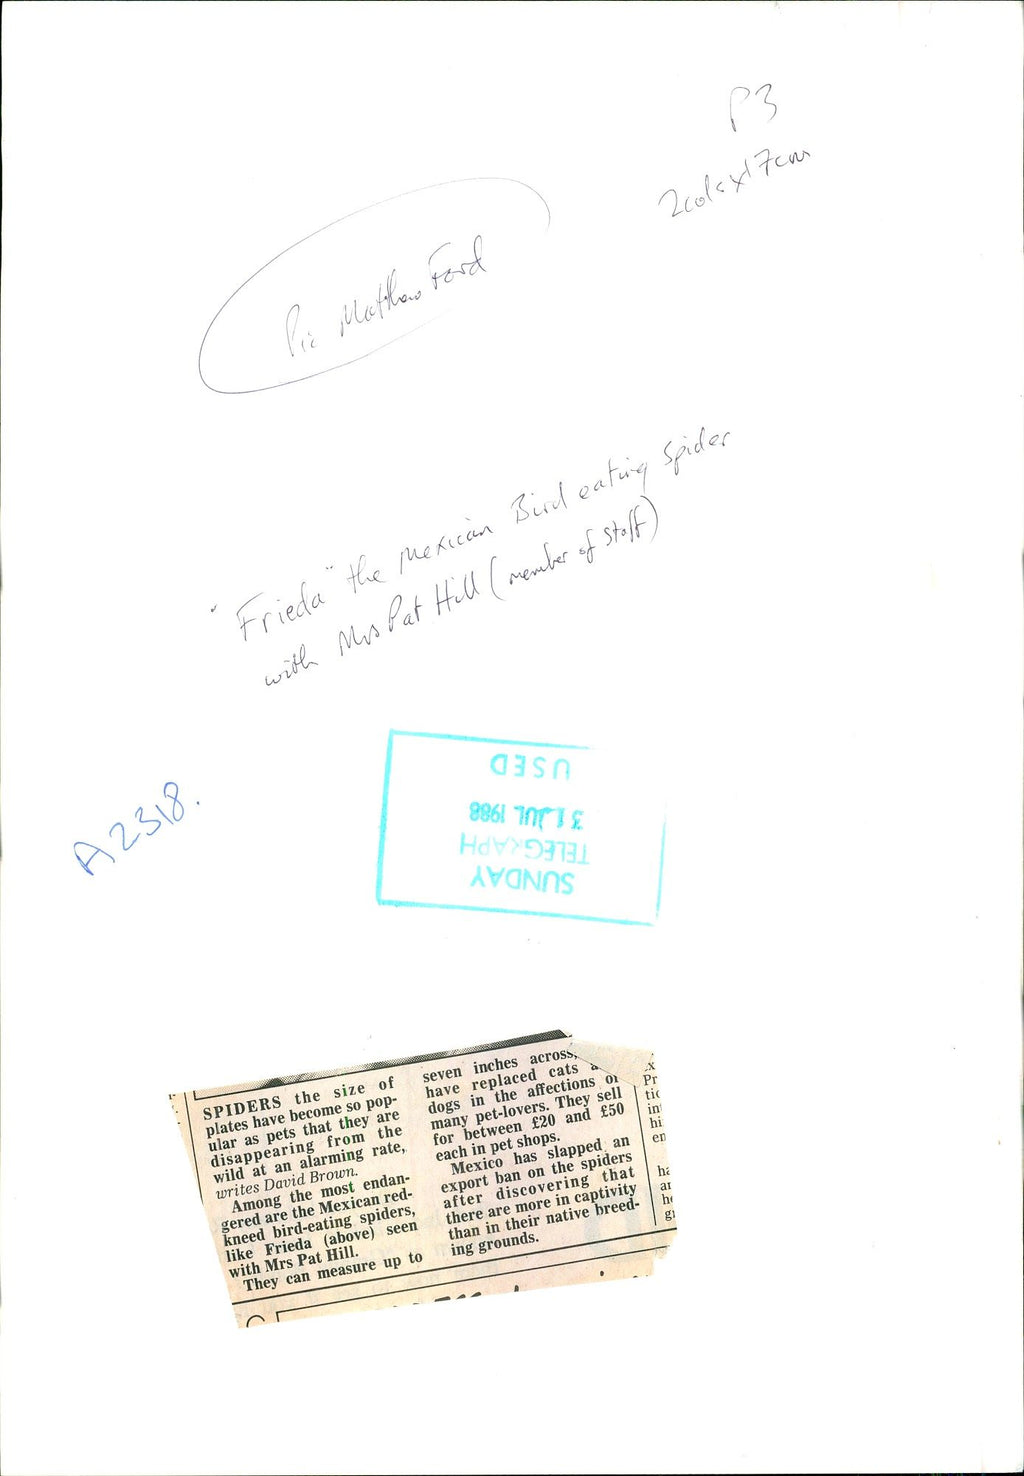 P3
2cols x 17cm
Pic Matthew Ford
"Frieda" the Mexican Bird eating Spider
with Mrs Pat Hill (member of staff)
A2318.
SUNDAY
TELEGRAPH
31 JUL 1988
USED
SPIDERS the size of
plates have become so pop-
ular as pets that they are
disappearing from the
wild at an alarming rate,
writes David Brown.
Among the most endan-
gered are the Mexican red-
kneed bird-eating spiders,
like Frieda (above) seen
with Mrs Pat Hill.
They can measure up to
seven inches across,
have replaced cats
dogs in the affections of
many pet-lovers. They sell
for between £20 and £50
each in pet shops.
Mexico has slapped an
export ban on the spiders
after discovering that
there are more in captivity
than in their native breed-
ing grounds.